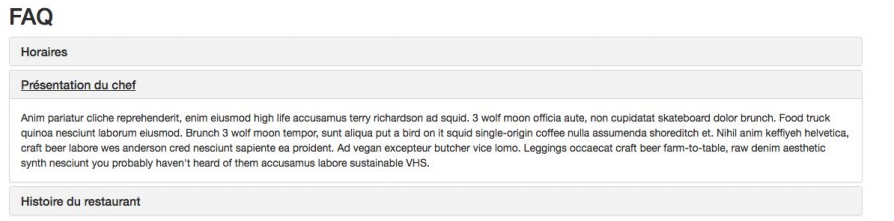 FAQ
Horaires
Présentation du chef
Anim pariatur cliche reprehenderit, enim eiusmod high life accusamus terry richardson ad squid. 3 wolf moon officia aute, non cupidatat skateboard dolor brunch. Food truck
quinoa nesciunt laborum eiusmod. Brunch 3 wolf moon tempor, sunt aliqua put a bird on it squid single-origin coffee nulla assumenda shoreditch et. Nihil anim keffiyeh helvetica,
craft beer labore wes anderson cred nesciunt sapiente ea proident. Ad vegan excepteur butcher vice lomo. Leggings occaecat craft beer farm-to-table, raw denim aesthetic
synth nesciunt you probably haven't heard of them accusamus labore sustainable VHS.
Histoire du restaurant